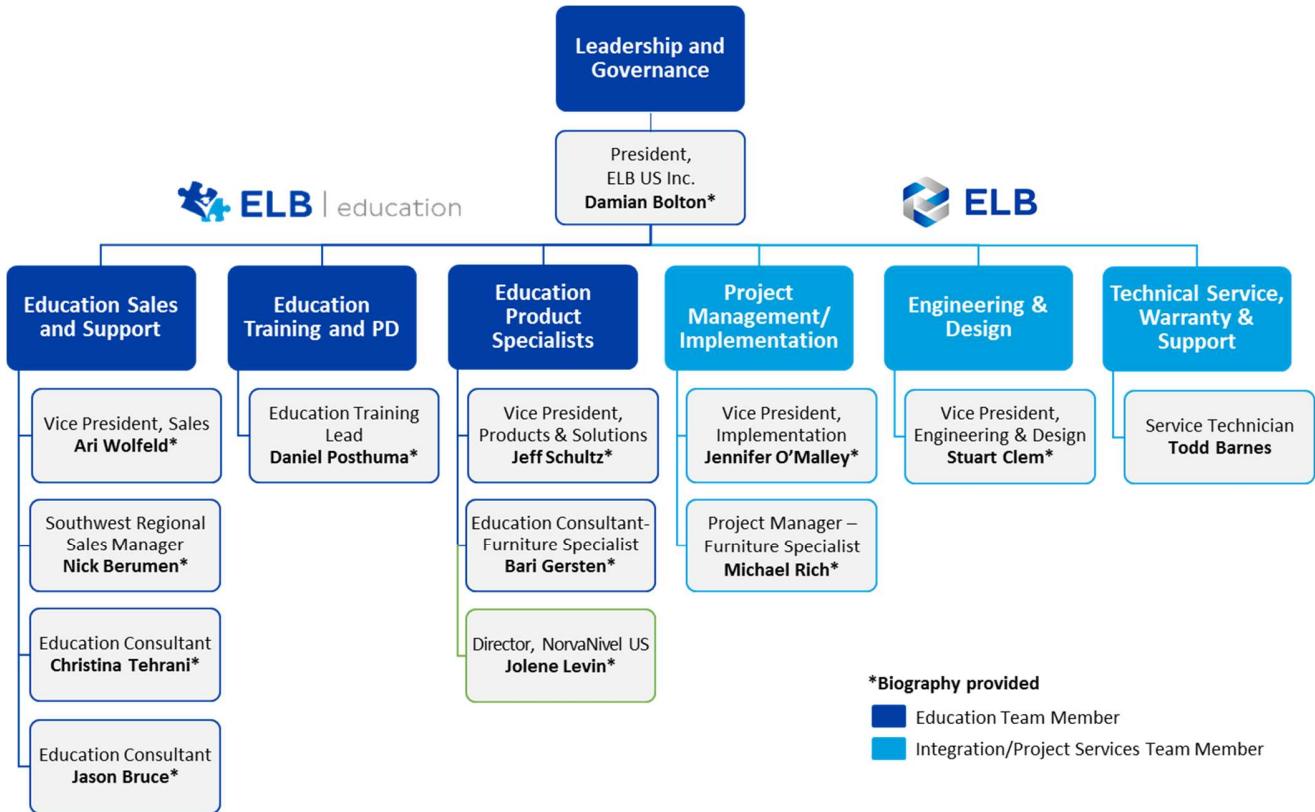 Leadership and
Governance
President,
ELB US Inc.
Damian Bolton*
ELB | education
ELB
Education Sales
and Support
Education
Training and PD
Education
Product
Specialists
Project
Management/
Implementation
Engineering &
Design
Technical Service,
Warranty &
Support
Vice President, Sales
Ari Wolfeld*
Education Training
Lead
Daniel Posthuma*
Vice President,
Products & Solutions
Jeff Schultz*
Vice President,
Implementation
Jennifer O’Malley*
Vice President,
Engineering & Design
Stuart Clem*
Service Technician
Todd Barnes
Southwest Regional
Sales Manager
Nick Berumen*
Education Consultant-
Furniture Specialist
Bari Gersten*
Project Manager –
Furniture Specialist
Michael Rich*
Education Consultant
Christina Tehrani*
Director, NorvaNivel US
Jolene Levin*
Education Consultant
Jason Bruce*
*Biography provided
Education Team Member
Integration/Project Services Team Member